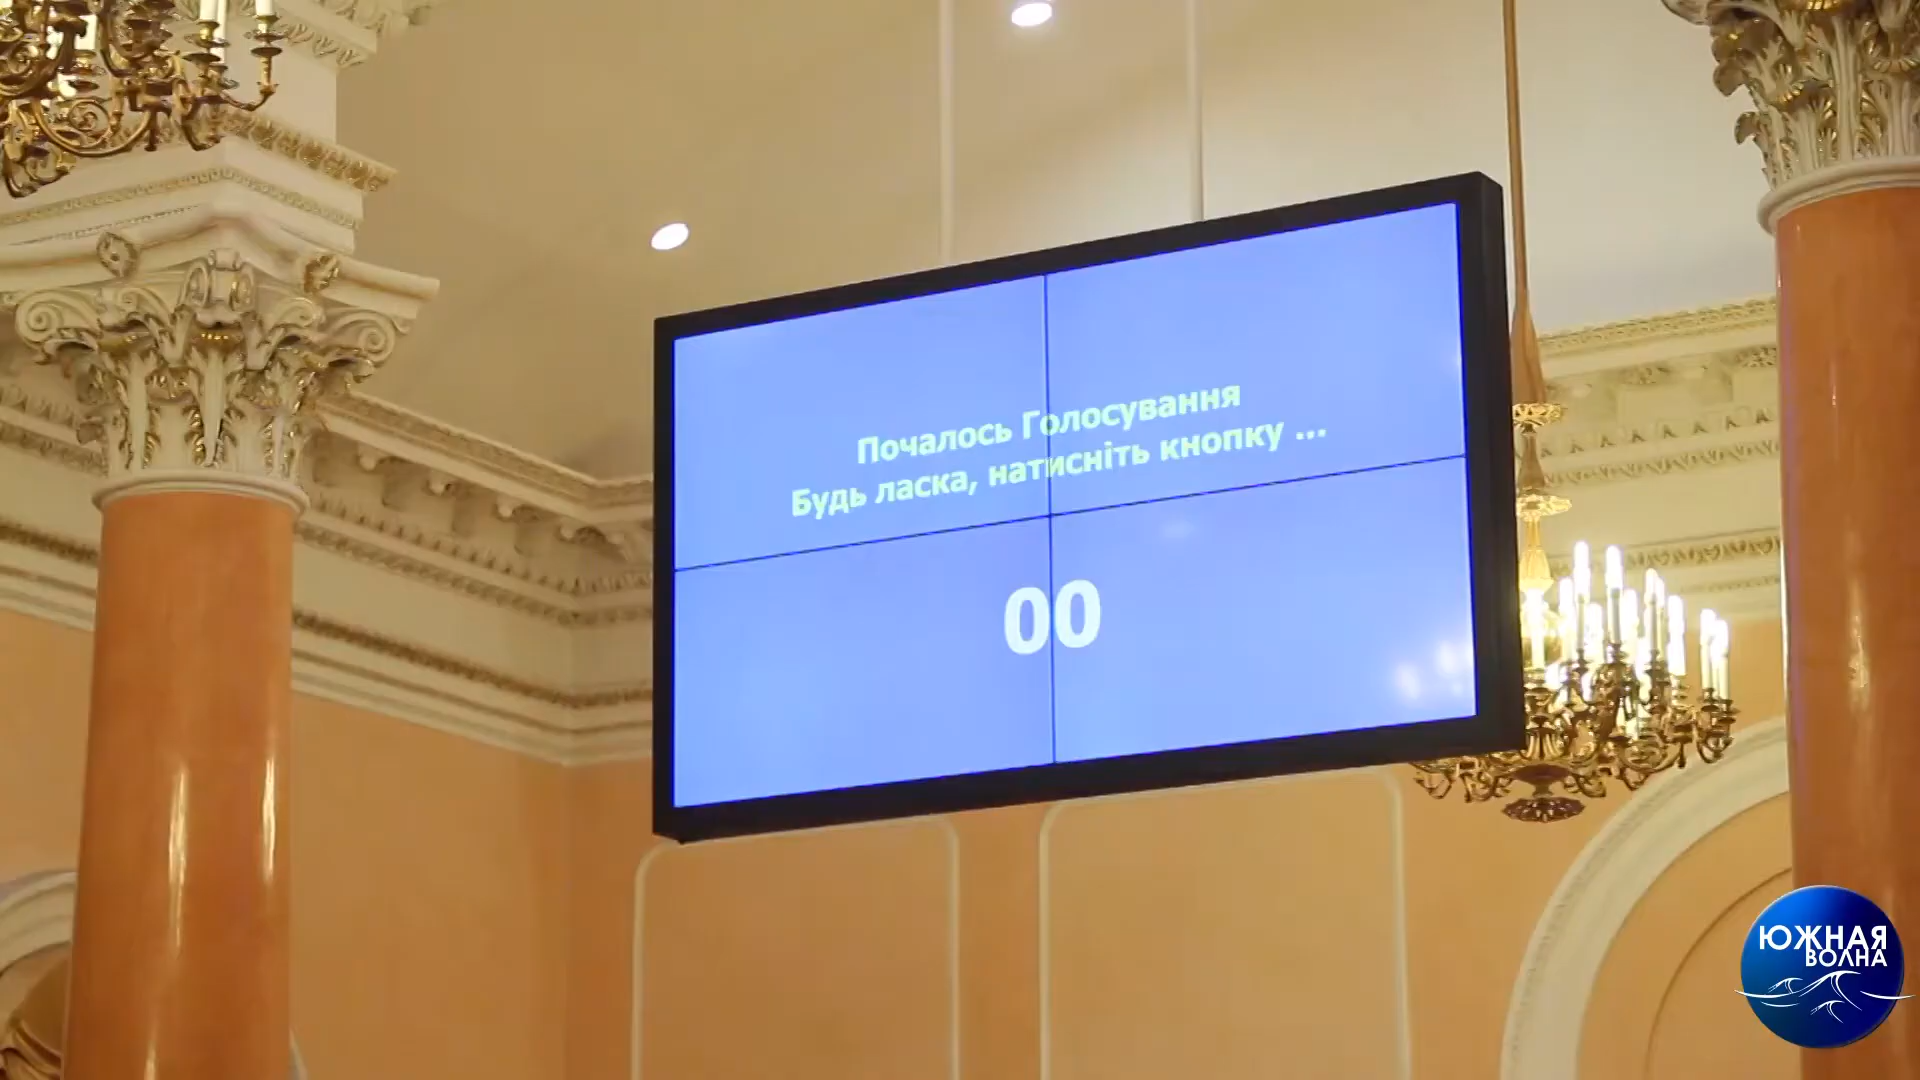 Почалось Голосування
Будь ласка, натисніть кнопку ...
00
ЮЖНАЯ
ВОЛНА